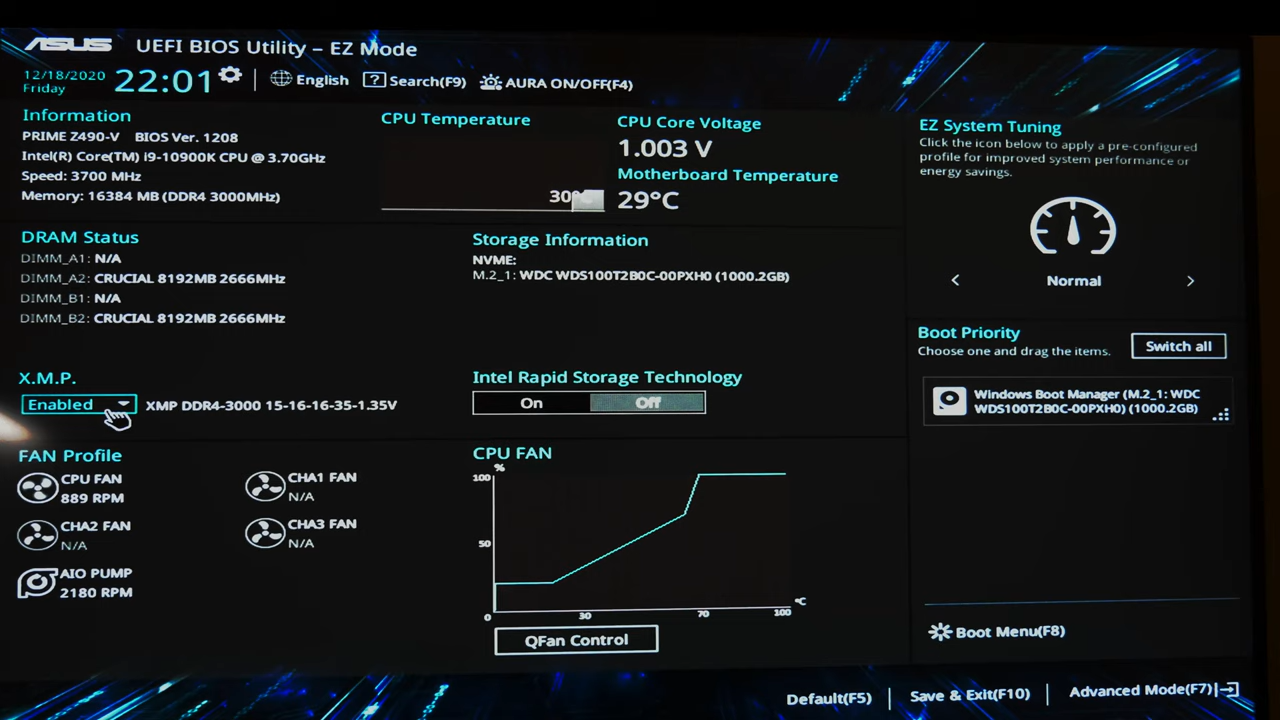 ASUS UEFI BIOS Utility – EZ Mode
12/18/2020
Friday
22:01
English
Search(F9)
AURA ON/OFF(F4)
Information
PRIME Z490-V BIOS Ver. 1208
Intel(R) Core(TM) i9-10900K CPU @ 3.70GHz
Speed: 3700 MHz
Memory: 16384 MB (DDR4 3000MHz)
CPU Temperature
30°C
CPU Core Voltage
1.003 V
Motherboard Temperature
29°C
EZ System Tuning
Click the icon below to apply a pre-configured
profile for improved system performance or
energy savings.
Normal
DRAM Status
DIMM_A1: N/A
DIMM_A2: CRUCIAL 8192MB 2666MHz
DIMM_B1: N/A
DIMM_B2: CRUCIAL 8192MB 2666MHz
Storage Information
NVME:
M.2_1: WDC WDS100T2B0C-00PXH0 (1000.2GB)
X.M.P.
Enabled
XMP DDR4-3000 15-16-16-35-1.35V
Intel Rapid Storage Technology
On
Off
Boot Priority
Choose one and drag the items.
Switch all
Windows Boot Manager (M.2_1: WDC
WDS100T2B0C-00PXH0) (1000.2GB)
FAN Profile
CPU FAN
889 RPM
CHA1 FAN
N/A
CHA2 FAN
N/A
CHA3 FAN
N/A
AIO PUMP
2180 RPM
CPU FAN
%
100
50
0
30
70
100
°C
QFan Control
Boot Menu(F8)
Default(F5)
Save & Exit(F10)
Advanced Mode(F7)